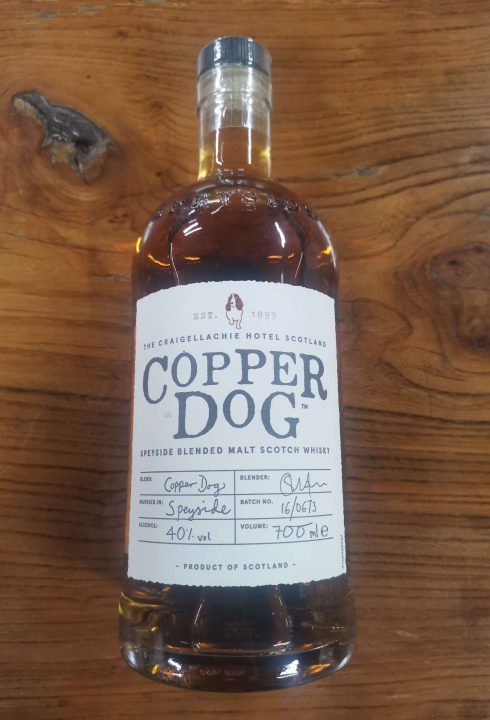 EST. 1893
THE CRAIGELLACHIE HOTEL SCOTLAND
COPPER
DOG™
SPEYSIDE BLENDED MALT SCOTCH WHISKY
BLEND: Copper Dog BLENDER:
MARRIED IN: Speyside BATCH NO. 16/0673
ALCOHOL: 40% vol VOLUME: 700 ml e
- PRODUCT OF SCOTLAND -